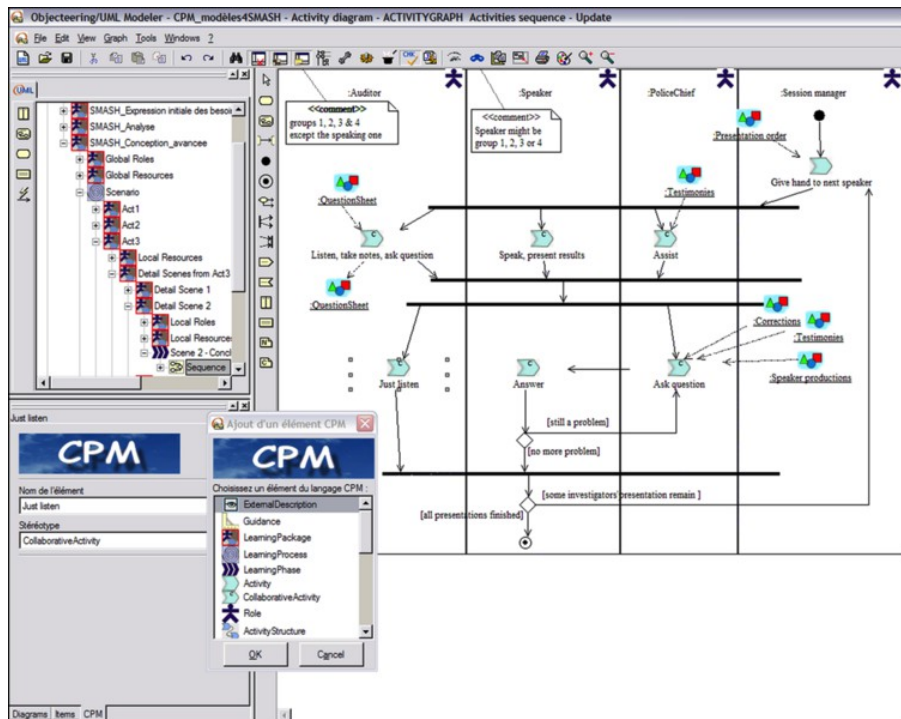 Objecteering/UML Modeler - CPM_modèles4SMASH - Activity diagram - ACTIVITYGRAPH Activities sequence - Update
File Edit View Graph Tools Windows ?
UML
SMASH_Expression initiale des besoi
SMASH_Analyse
SMASH_Conception_avancee
Global Roles
Global Resources
Scenario
Act1
Act2
Act3
Local Resources
Detail Scenes from Act3
Detail Scene 1
Detail Scene 2
Local Roles
Local Resources
Scene 2 - Concl
Sequence
:Auditor
:Speaker
:PoliceChief
:Session manager
<<comment>>
groups 1, 2, 3 & 4
except the speaking one
<<comment>>
Speaker might be
group 1, 2, 3 or 4
:Presentation order
Give hand to next speaker
:QuestionSheet
:Testimonies
Listen, take notes, ask question
Speak, present results
Assist
:QuestionSheet
:Corrections
:Testimonies
Just listen
Answer
Ask question
:Speaker productions
[still a problem]
[no more problem]
[some investigators' presentation remain ]
[all presentations finished]
Just listen
CPM
Nom de l'élément
Just listen
Stéréotype
CollaborativeActivity
Ajout d'un élément CPM
CPM
Choisissez un élément du langage CPM :
ExternalDescription
Guidance
LearningPackage
LearningProcess
LearningPhase
Activity
CollaborativeActivity
Role
ActivityStructure
OK Cancel
Diagrams Items CPM